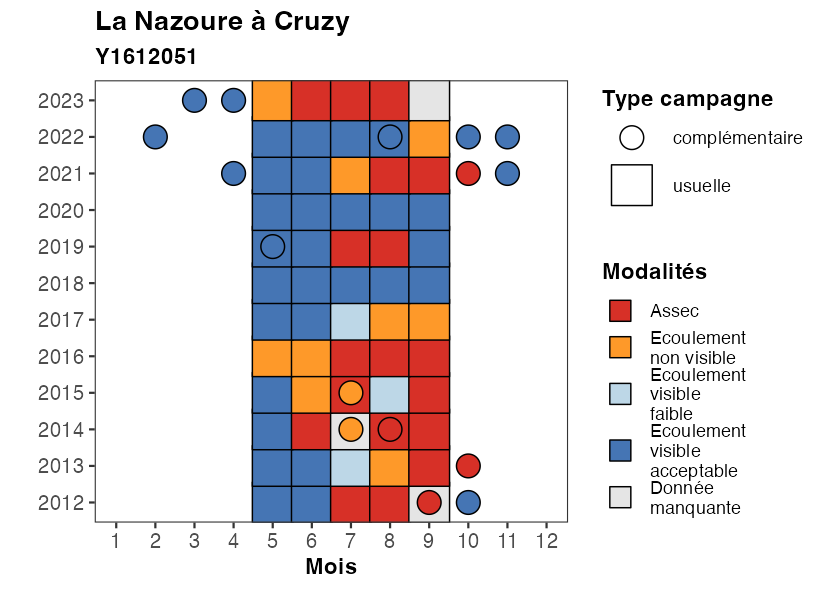 La Nazoure à Cruzy
Y1612051
2023
2022
2021
2020
2019
2018
2017
2016
2015
2014
2013
2012
1 2 3 4 5 6 7 8 9 10 11 12
Mois
Type campagne
complémentaire
usuelle
Modalités
Assec
Ecoulement
non visible
Ecoulement
visible
faible
Ecoulement
visible
acceptable
Donnée
manquante